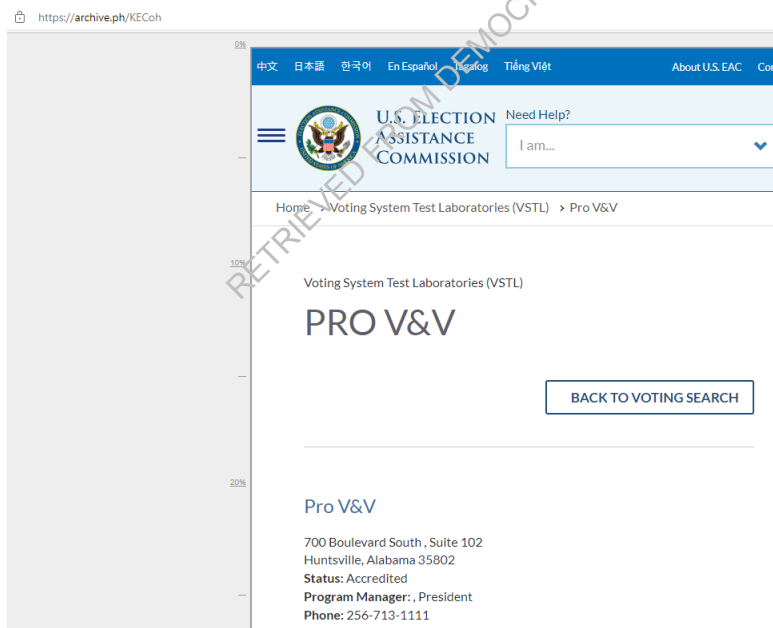 https://archive.ph/KECoh
0%
中文 日本語 한국어 En Español Tagalog Tiếng Việt About U.S. EAC Con
U.S. ELECTION
ASSISTANCE
COMMISSION
Need Help?
I am...
Home > Voting System Test Laboratories (VSTL) > Pro V&V
10%
RETRIEVED FROM DEMOC
Voting System Test Laboratories (VSTL)
PRO V&V
BACK TO VOTING SEARCH
20%
Pro V&V
700 Boulevard South , Suite 102
Huntsville, Alabama 35802
Status: Accredited
Program Manager: , President
Phone: 256-713-1111